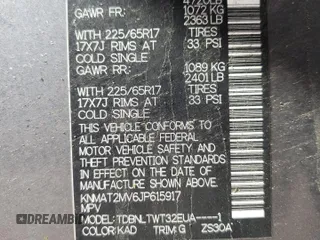 4720LB
GAWR FR. 1072 KG
2363 LB
WITH 225/65R17 TIRES
17X7J RIMS AT 33 PSI
COLD SINGLE
GAWR RR: 1089 KG
2401 LB
WITH 225/65R17 TIRES
17X7J RIMS AT 33 PSI
COLD SINGLE
THIS VEHICLE CONFORMS TO ALL
APPLICABLE FEDERAL MOTOR
VEHICLE SAFETY AND THEFT
PREVENTION STANDARDS IN
EFFECT ON THE DATE OF
MANUFACTURE SHOWN ABOVE.
KNMAT2MV6JP615917
MPV
MODEL: TDBNLTWT32EUA----1
COLOR: KAD TRIM:G ZS30A